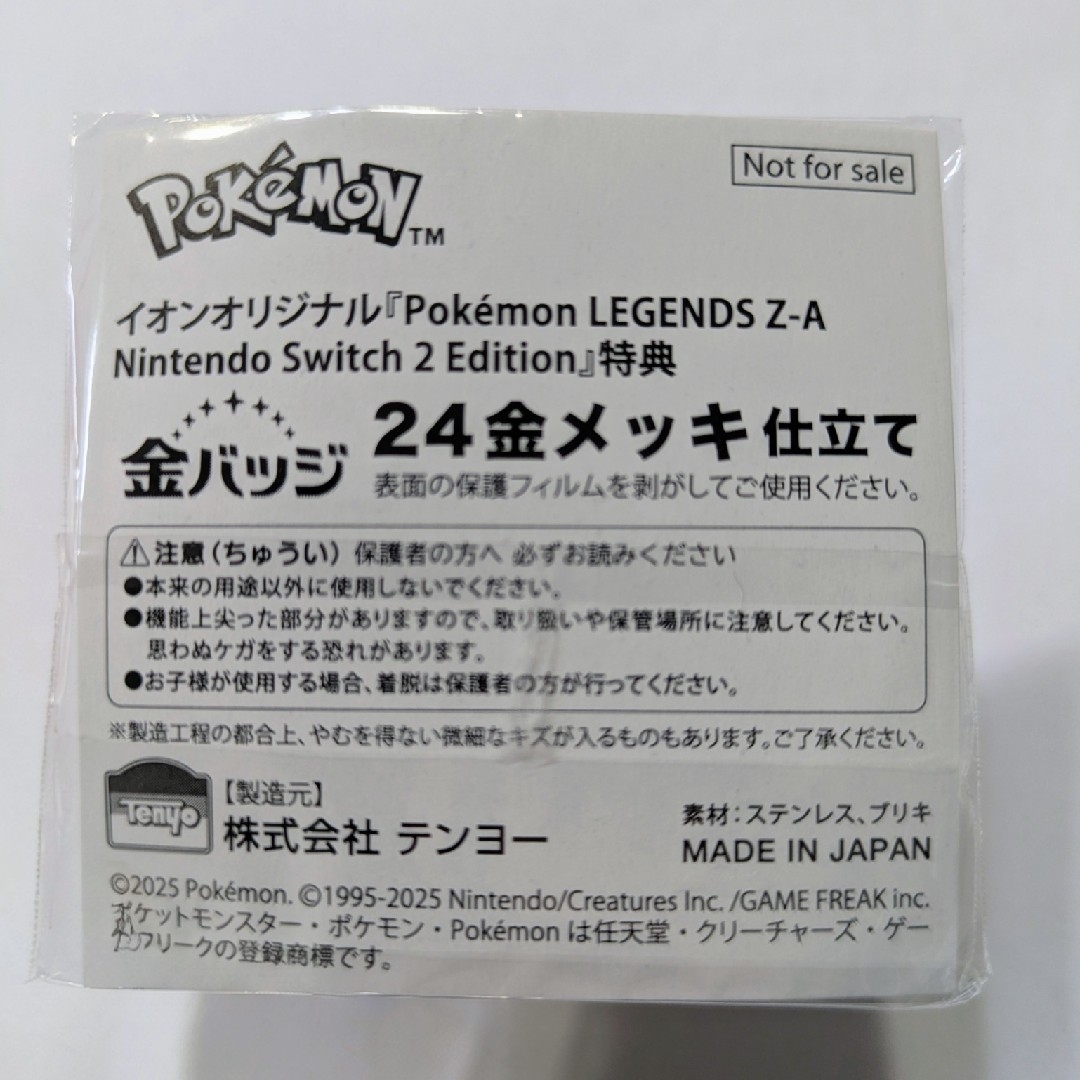 POKéMON™
Not for sale
イオンオリジナル『Pokémon LEGENDS Z-A
Nintendo Switch 2 Edition』特典
金バッジ
24金メッキ仕立て
表面の保護フィルムを剥がしてご使用ください。
⚠注意(ちゅうい) 保護者の方へ 必ずお読みください
●本来の用途以外に使用しないでください。
●機能上尖った部分がありますので、取り扱いや保管場所に注意してください。
思わぬケガをする恐れがあります。
●お子様が使用する場合、着脱は保護者の方が行ってください。
※製造工程の都合上、やむを得ない微細なキズが入るものもあります。ご了承ください。
Tenyo
【製造元】
株式会社 テンヨー
素材:ステンレス、ブリキ
MADE IN JAPAN
©2025 Pokémon. ©1995-2025 Nintendo/Creatures Inc. /GAME FREAK inc.
ポケットモンスター・ポケモン・Pokémon は任天堂・クリーチャーズ・ゲー
ムフリークの登録商標です。